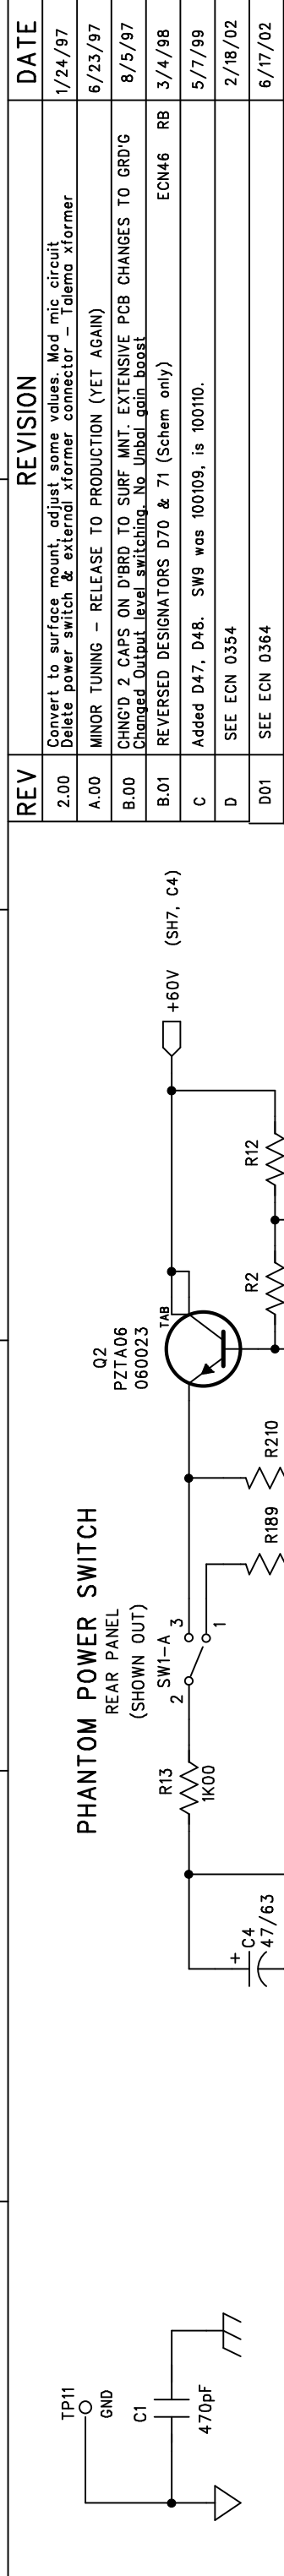 REV REVISION DATE
2.00 Convert to surface mount, adjust some values. Mod mic circuit 1/24/97
Delete power switch & external xformer connector – Talema xformer
A.00 MINOR TUNING – RELEASE TO PRODUCTION (YET AGAIN) 6/23/97
B.00 CHNG'D 2 CAPS ON D'BRD TO SURF MNT. EXTENSIVE PCB CHANGES TO GRD'G 8/5/97
Changed Output level switching. No Unbal gain boost
B.01 REVERSED DESIGNATORS D70 & 71 (Schem only) ECN46 RB 3/4/98
C Added D47, D48. SW9 was 100109, is 100110. 5/7/99
D SEE ECN 0354 2/18/02
D01 SEE ECN 0364 6/17/02
PHANTOM POWER SWITCH
REAR PANEL
(SHOWN OUT)
SW1-A
2
3
1
R13
1K00
+
C4
47/63
Q2
PZTA06
060023
TAB
+60V (SH7, C4)
R189
R210
R2
R12
TP11
GND
C1
470pF